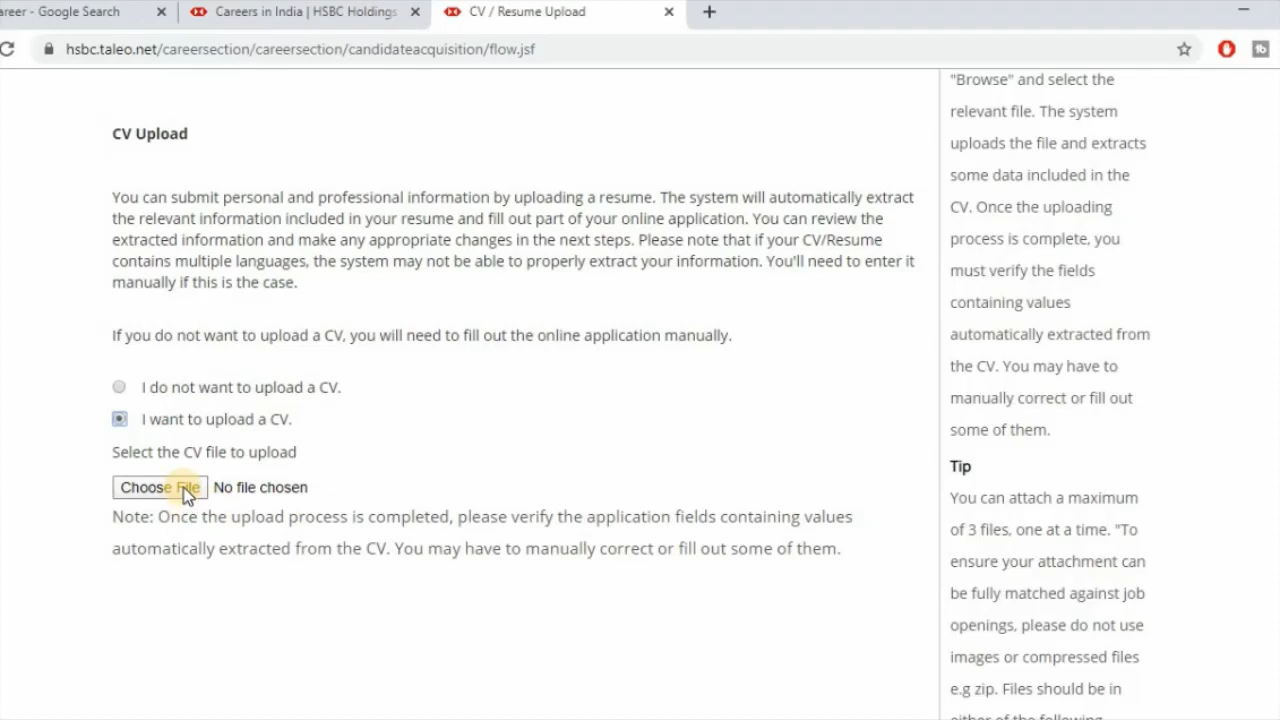 areer - Google Search
Careers in India | HSBC Holdings
CV / Resume Upload
hsbc.taleo.net/careersection/careersection/candidateacquisition/flow.jsf
CV Upload
You can submit personal and professional information by uploading a resume. The system will automatically extract
the relevant information included in your resume and fill out part of your online application. You can review the
extracted information and make any appropriate changes in the next steps. Please note that if your CV/Resume
contains multiple languages, the system may not be able to properly extract your information. You'll need to enter it
manually if this is the case.
If you do not want to upload a CV, you will need to fill out the online application manually.
I do not want to upload a CV.
I want to upload a CV.
Select the CV file to upload
Choose File No file chosen
Note: Once the upload process is completed, please verify the application fields containing values
automatically extracted from the CV. You may have to manually correct or fill out some of them.
"Browse" and select the
relevant file. The system
uploads the file and extracts
some data included in the
CV. Once the uploading
process is complete, you
must verify the fields
containing values
automatically extracted from
the CV. You may have to
manually correct or fill out
some of them.
Tip
You can attach a maximum
of 3 files, one at a time. "To
ensure your attachment can
be fully matched against job
openings, please do not use
images or compressed files
e.g zip. Files should be in
either of the following